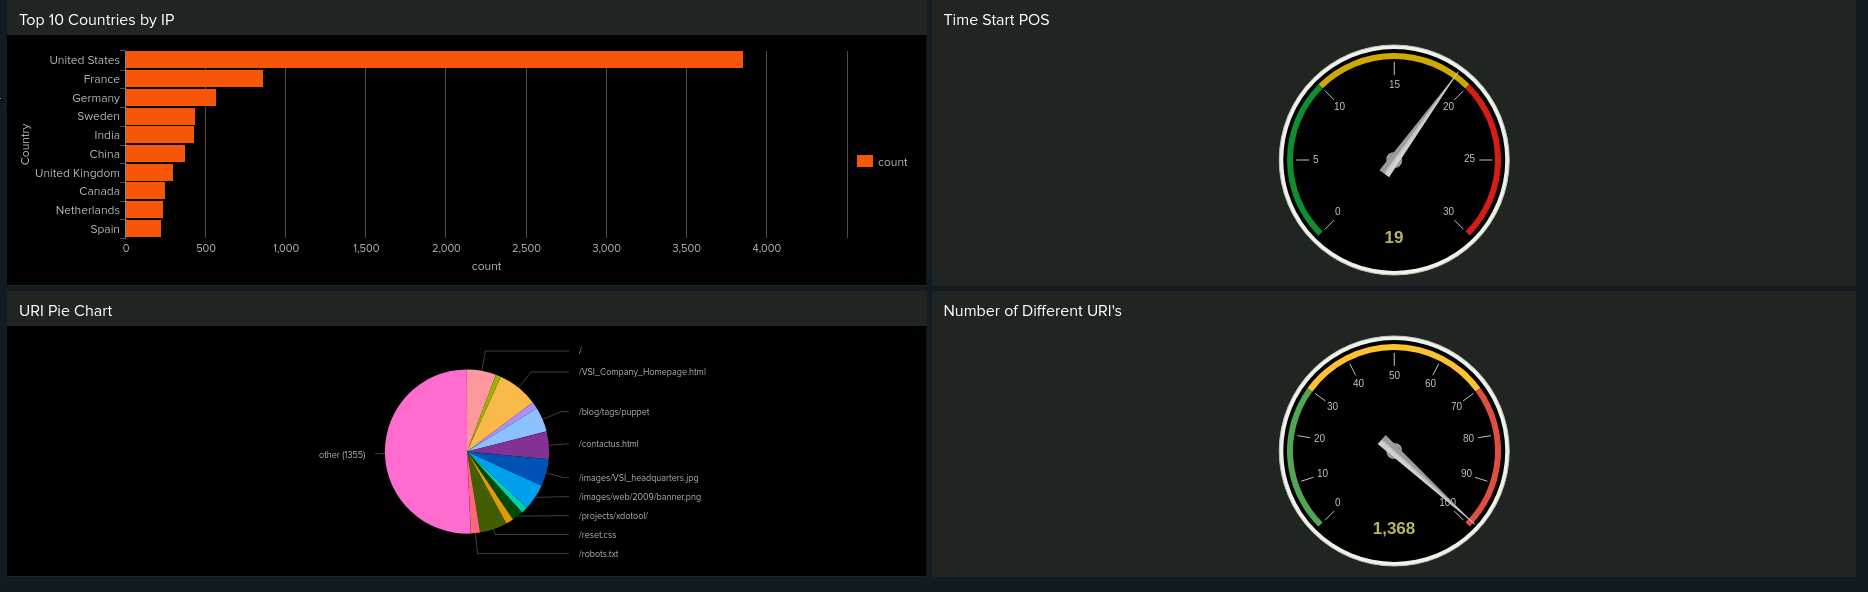 Top 10 Countries by IP
Country
United States
France
Germany
Sweden
India
China
United Kingdom
Canada
Netherlands
Spain
0 500 1,000 1,500 2,000 2,500 3,000 3,500 4,000
count
count
Time Start POS
0
5
10
15
20
25
30
19
URI Pie Chart
/
/VSI_Company_Homepage.html
/blog/tags/puppet
/contactus.html
/images/VSI_headquarters.jpg
/images/web/2009/banner.png
/projects/xdotool/
/reset.css
/robots.txt
other (1355)
Number of Different URI's
0
10
20
30
40
50
60
70
80
90
100
1,368